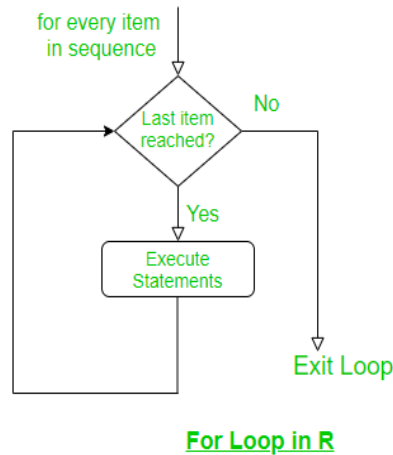 for every item
in sequence
Last item
reached?
No
Yes
Execute
Statements
Exit Loop
For Loop in R